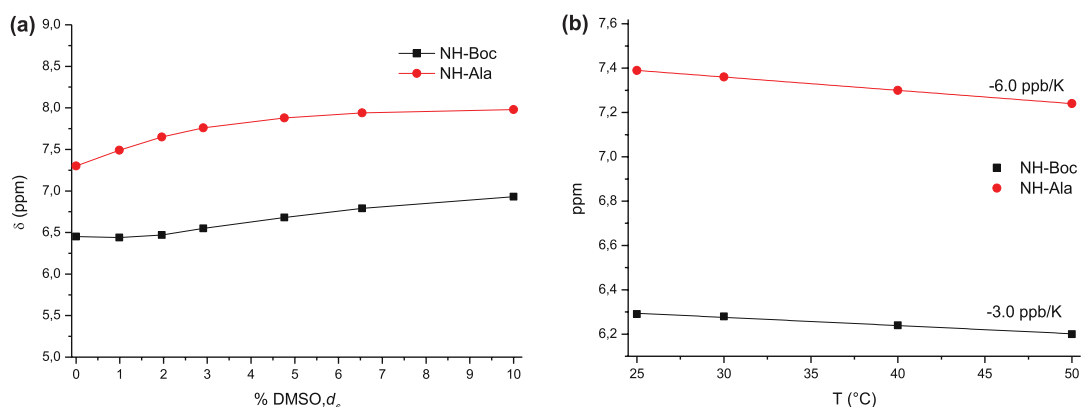 (a)
9,0
8,5
8,0
7,5
7,0
6,5
6,0
5,5
5,0
δ (ppm)
NH-Boc
NH-Ala
0 1 2 3 4 5 6 7 8 9 10
% DMSO,d6
(b)
7,6
7,4
7,2
7,0
6,8
6,6
6,4
6,2
ppm
-6.0 ppb/K
NH-Boc
NH-Ala
-3.0 ppb/K
25 30 35 40 45 50
T (°C)